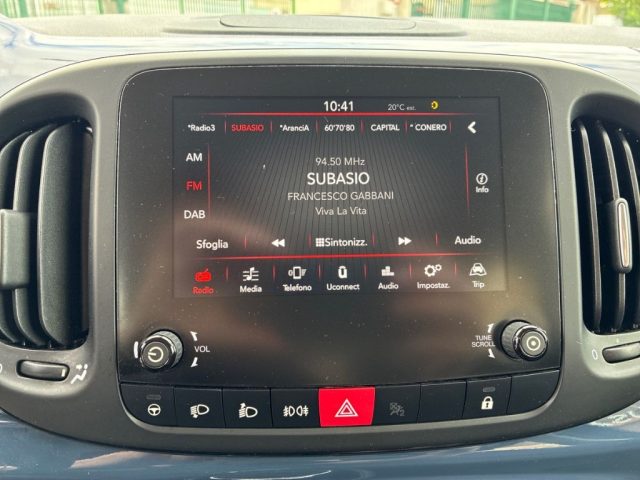 10:41 20°C est.
*Radio3 SUBASIO *AranciA 60'70'80 CAPITAL * CONERO
AM
94.50 MHz
SUBASIO
Info
FM
FRANCESCO GABBANI
Viva La Vita
DAB
Sfoglia Sintonizz. Audio
Radio Media Telefono Uconnect Audio Impostaz. Trip
VOL
TUNE
SCROLL
0
0